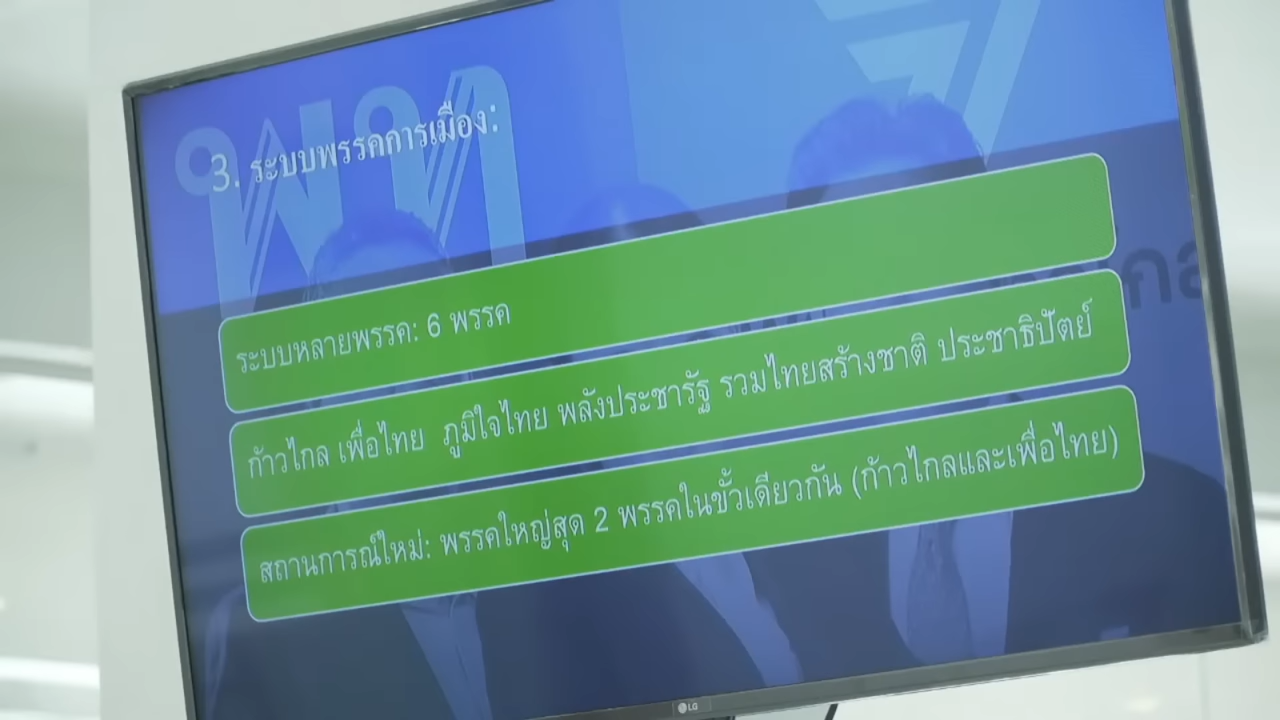 พท
3. ระบบพรรคการเมือง:
ระบบหลายพรรค: 6 พรรค
ก้าวไกล เพื่อไทย ภูมิใจไทย พลังประชารัฐ รวมไทยสร้างชาติ ประชาธิปัตย์
สถานการณ์ใหม่: พรรคใหญ่สุด 2 พรรคในขั้วเดียวกัน (ก้าวไกลและเพื่อไทย)
LG